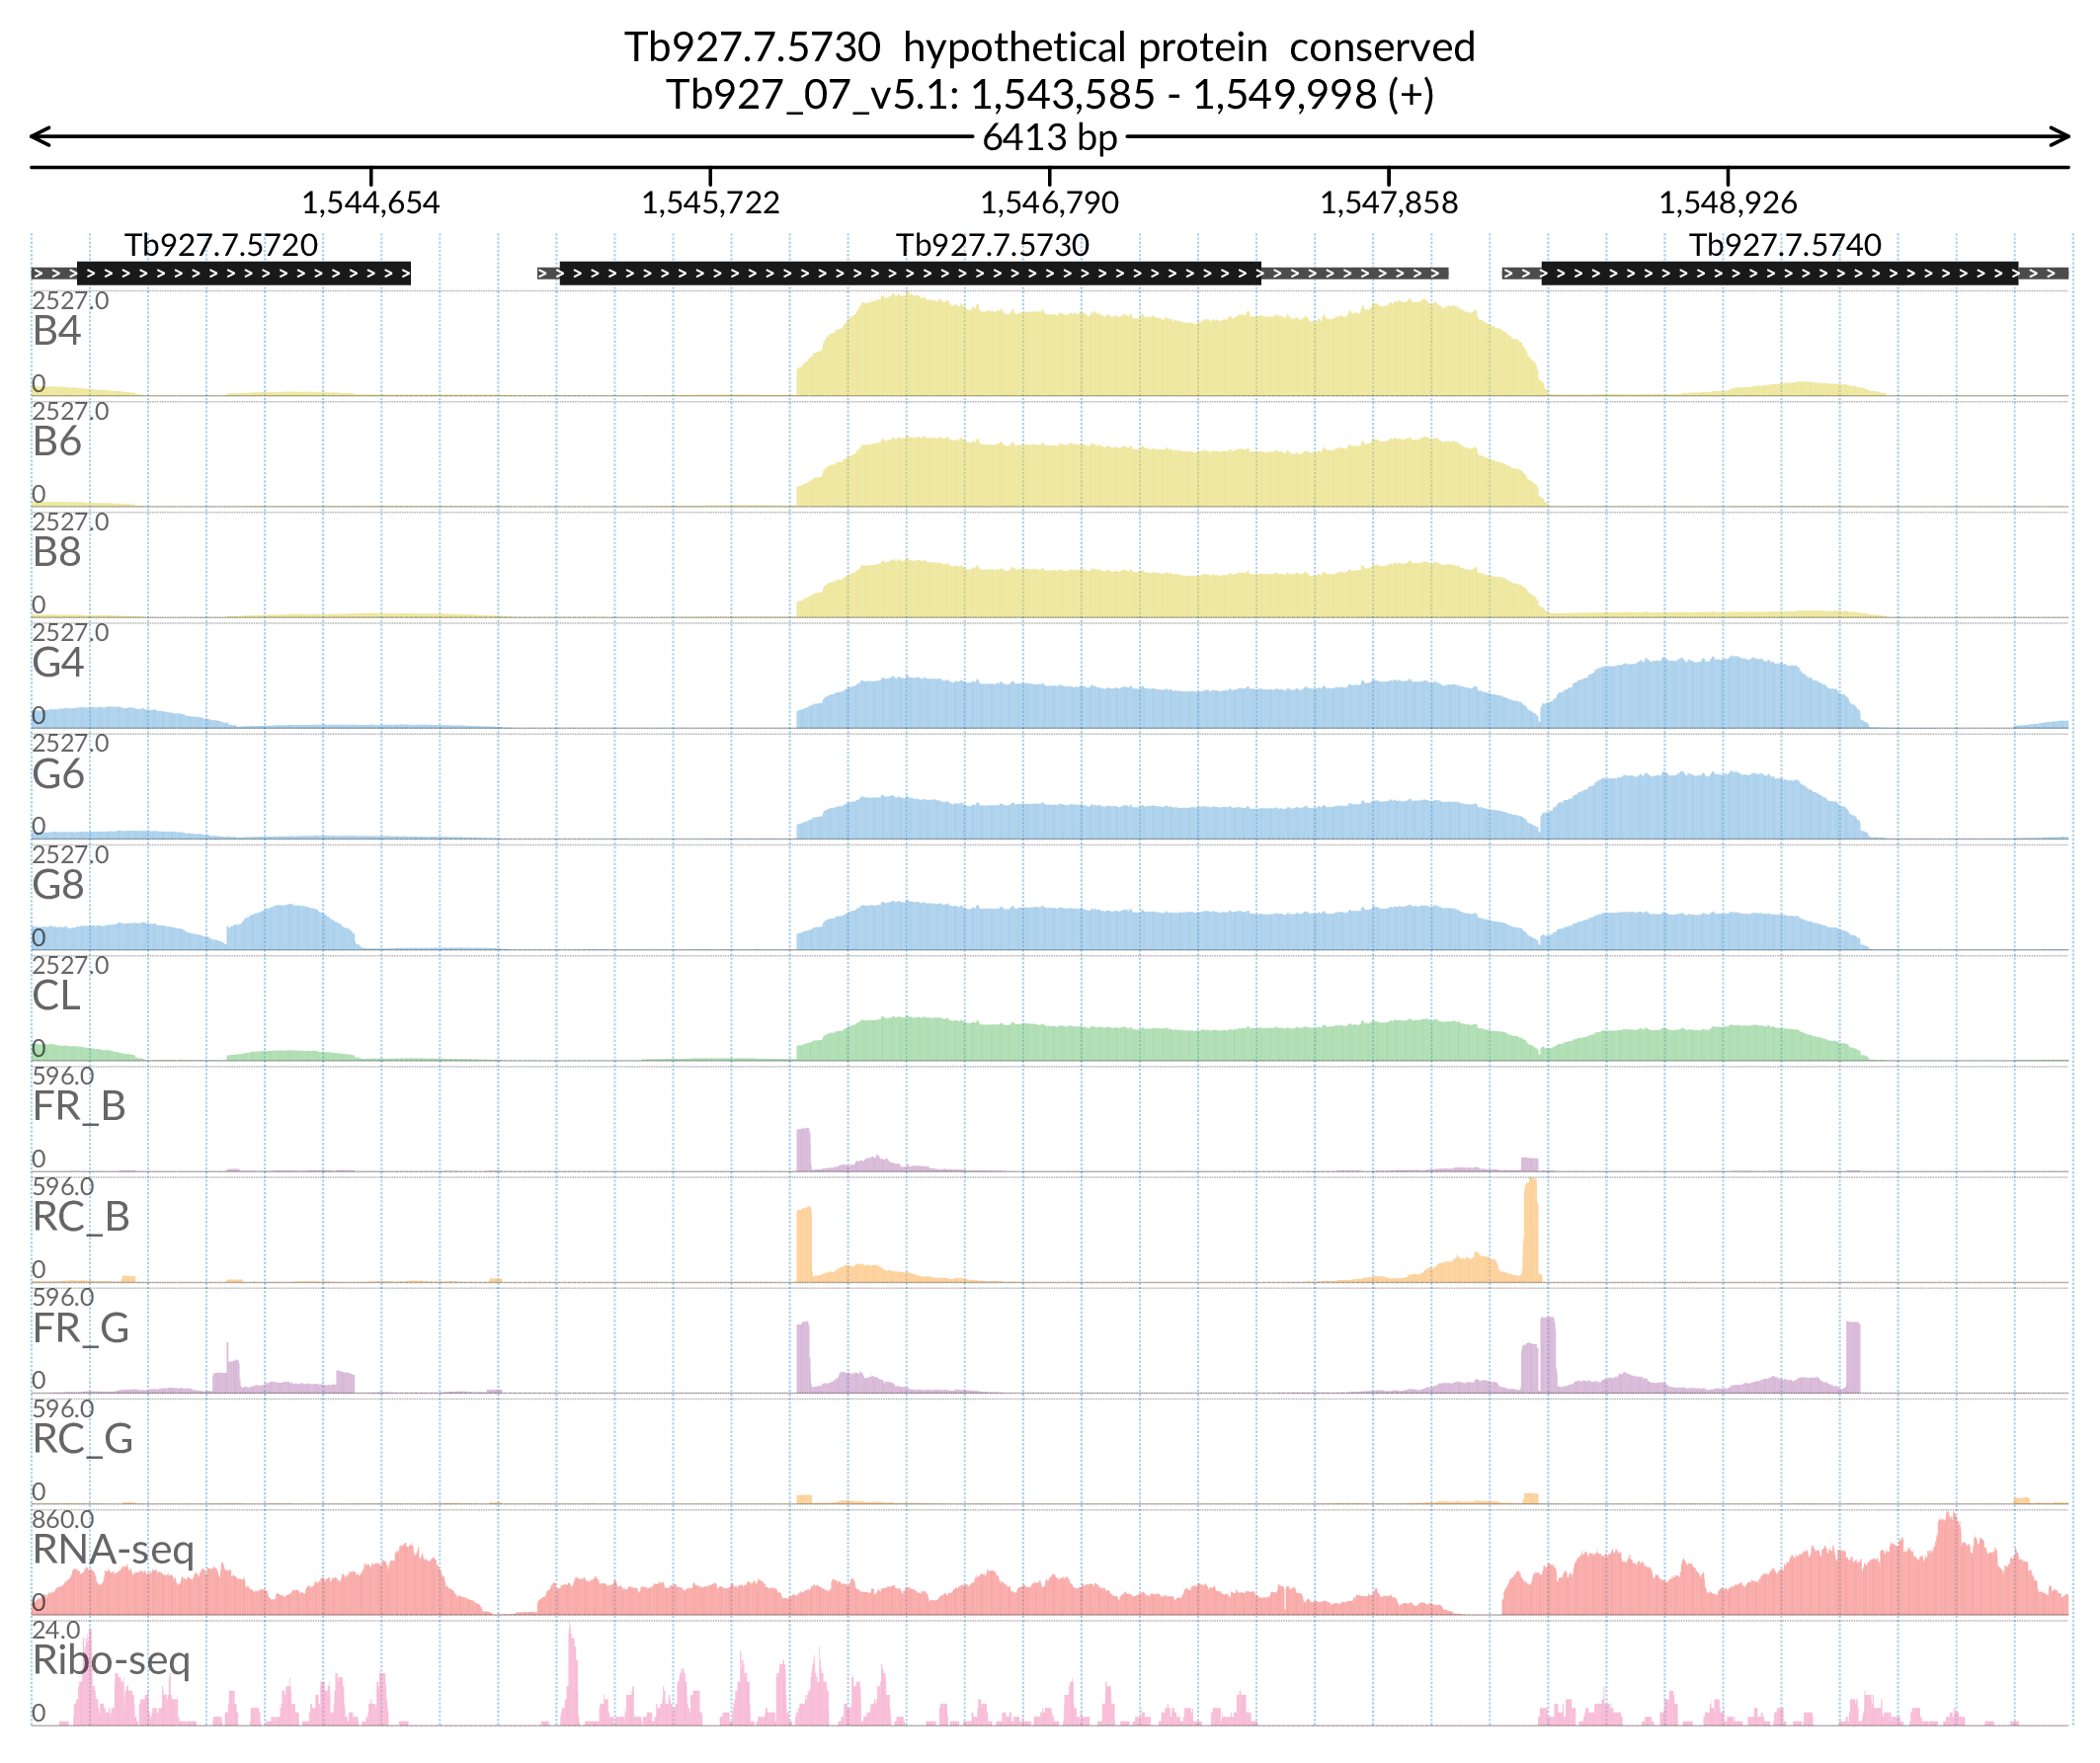 Tb927.7.5730 hypothetical protein conserved
Tb927_07_v5.1: 1,543,585 - 1,549,998 (+)
6413 bp
1,544,654 1,545,722 1,546,790 1,547,858 1,548,926
Tb927.7.5720 Tb927.7.5730 Tb927.7.5740
2527.0
B4
0
2527.0
B6
0
2527.0
B8
0
2527.0
G4
0
2527.0
G6
0
2527.0
G8
0
2527.0
CL
0
596.0
FR_B
0
596.0
RC_B
0
596.0
FR_G
0
596.0
RC_G
0
860.0
RNA-seq
0
24.0
Ribo-seq
0